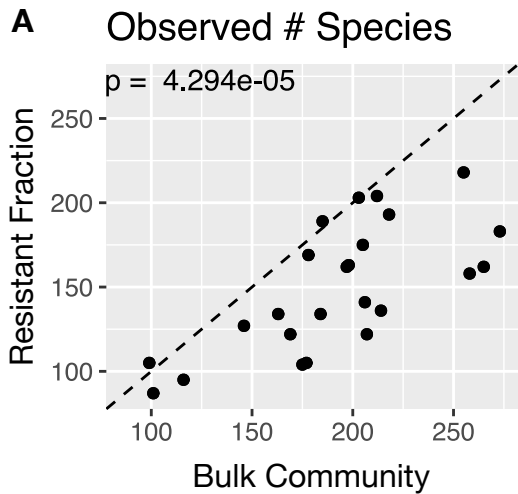 A
Observed # Species
p = 4.294e-05
Resistant Fraction
250
200
150
100
100 150 200 250
Bulk Community